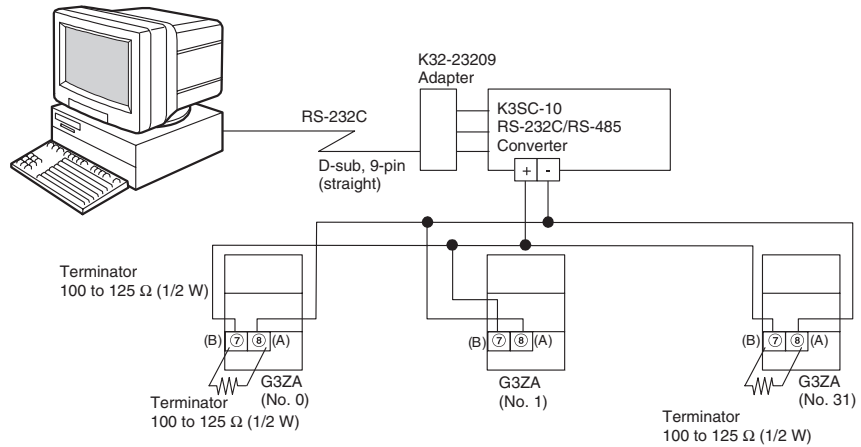 K32-23209
Adapter
K3SC-10
RS-232C/RS-485
Converter
RS-232C
D-sub, 9-pin
(straight)
+ -
Terminator
100 to 125 Ω (1/2 W)
(B) ⑦ ⑧ (A)
G3ZA
(No. 0)
Terminator
100 to 125 Ω (1/2 W)
(B) ⑦ ⑧ (A)
G3ZA
(No. 1)
(B) ⑦ ⑧ (A)
G3ZA
(No. 31)
Terminator
100 to 125 Ω (1/2 W)